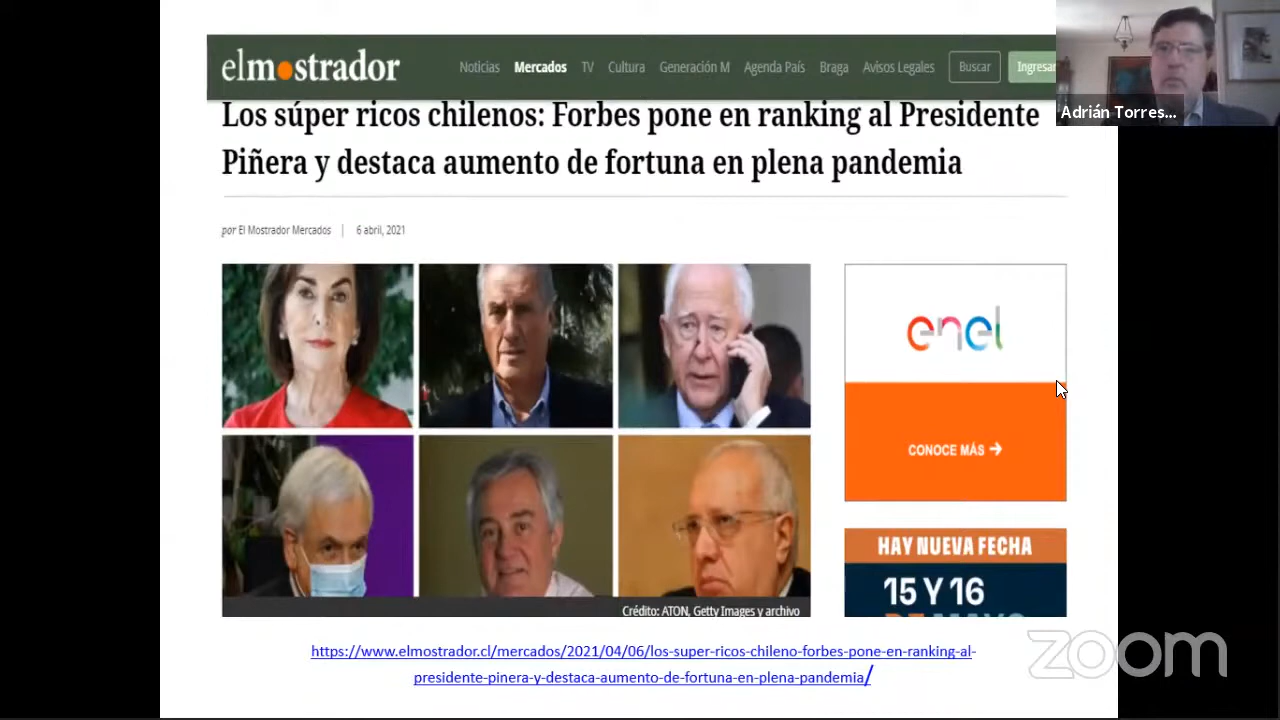 elmostrador
Noticias Mercados TV Cultura Generación M Agenda País Braga Avisos Legales Buscar Ingresar
Adrián Torres...
Los súper ricos chilenos: Forbes pone en ranking al Presidente
Piñera y destaca aumento de fortuna en plena pandemia
por El Mostrador Mercados | 6 abril, 2021
enel
CONOCE MÁS →
HAY NUEVA FECHA
15 Y 16
DE MAYO
Crédito: ATON, Getty Images y archivo
https://www.elmostrador.cl/mercados/2021/04/06/los-super-ricos-chileno-forbes-pone-en-ranking-al-
presidente-pinera-y-destaca-aumento-de-fortuna-en-plena-pandemia/
zoom